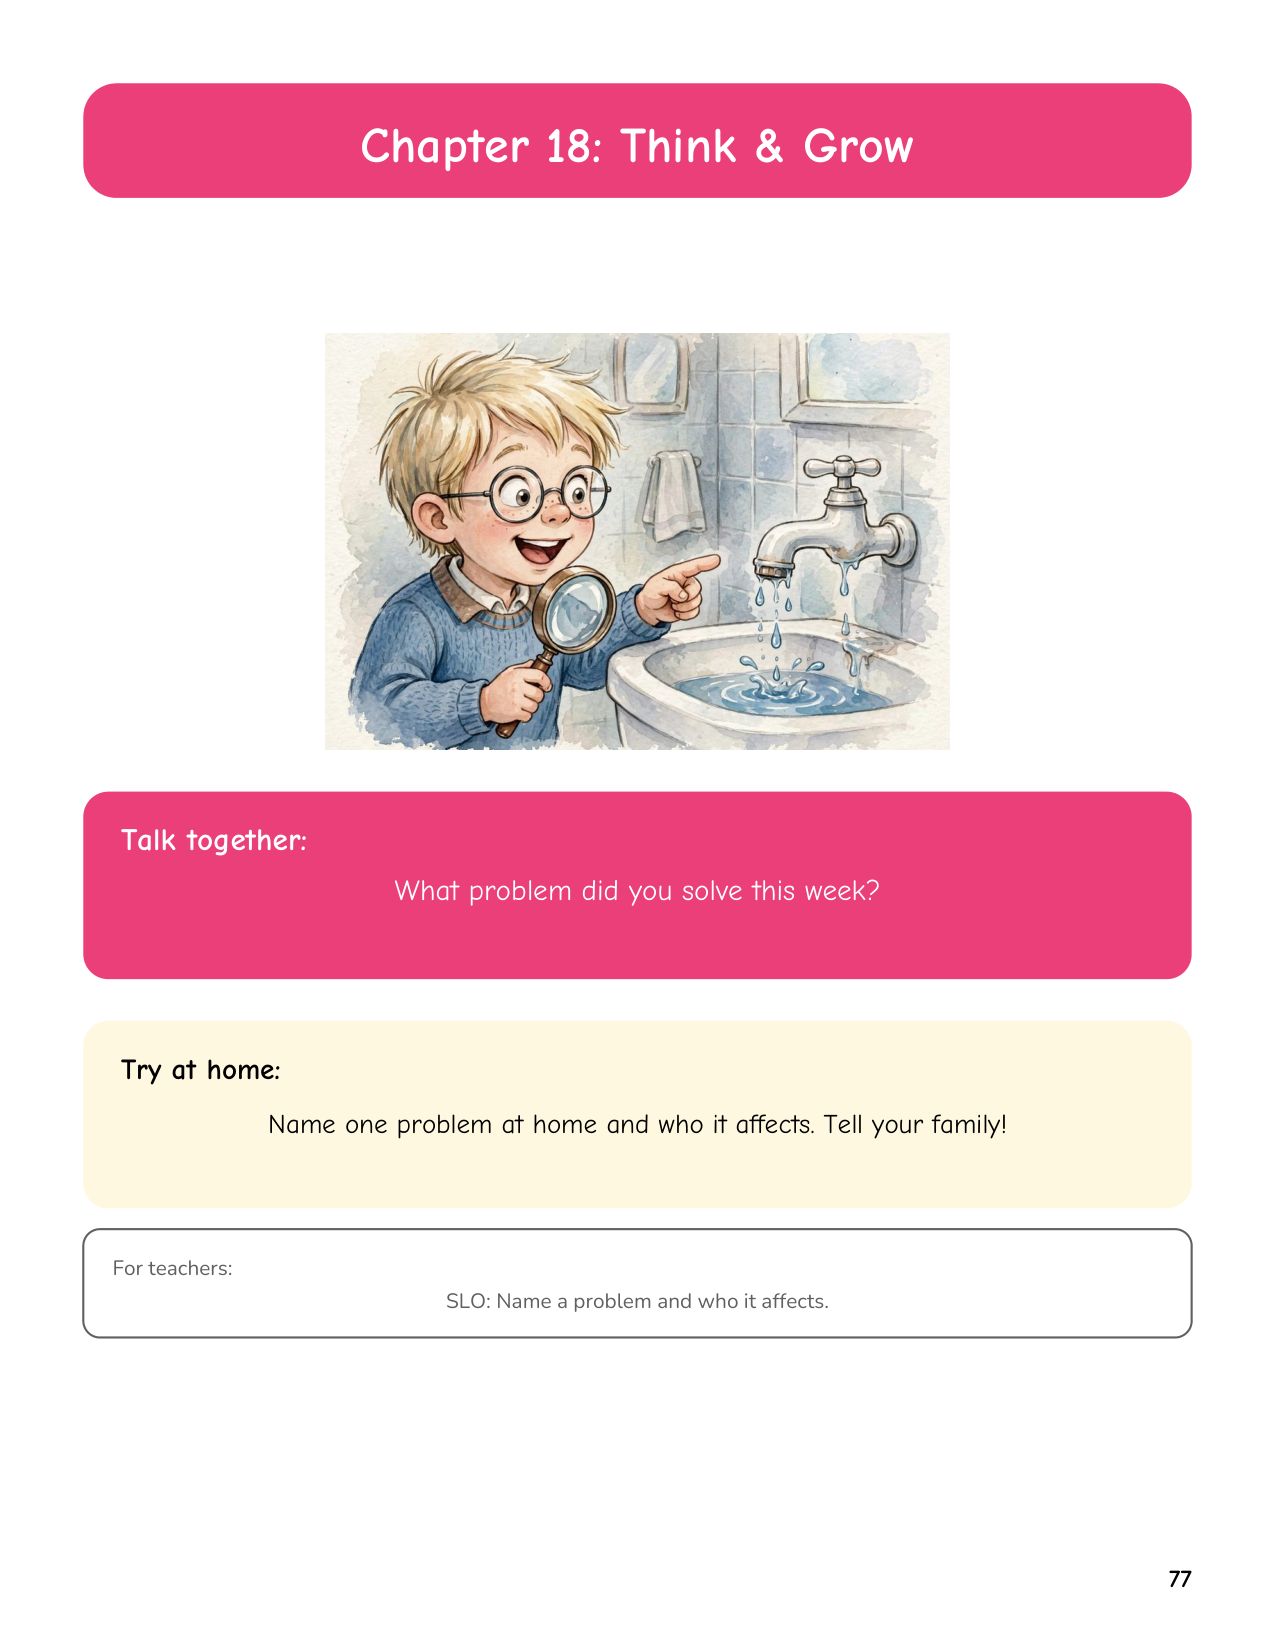 Chapter 18: Think & Grow
Talk together:
What problem did you solve this week?
Try at home:
Name one problem at home and who it affects. Tell your family!
For teachers:
SLO: Name a problem and who it affects.
77